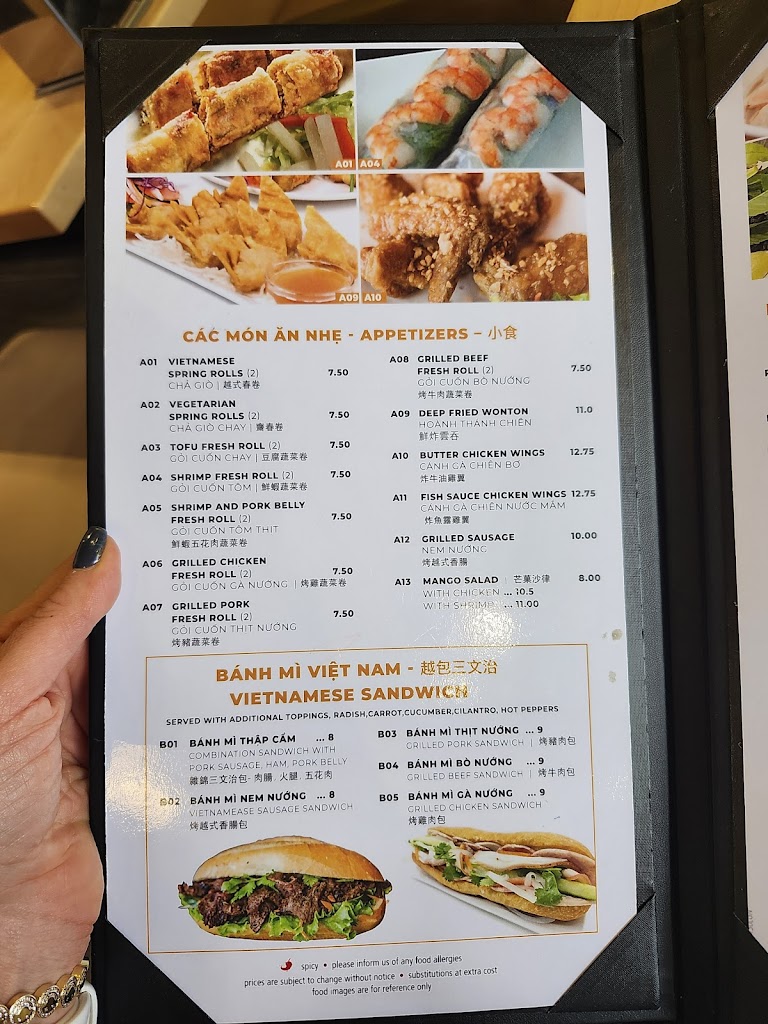 A01
A04
A09
A10
CÁC MÓN ĂN NHẸ - APPETIZERS – 小食
A01 VIETNAMESE
SPRING ROLLS (2) 7.50
CHẢ GIÒ | 越式春卷
A02 VEGETARIAN
SPRING ROLLS (2) 7.50
CHẢ GIÒ CHAY | 齋春卷
A03 TOFU FRESH ROLL (2) 7.50
GỎI CUỐN CHAY | 豆腐蔬菜卷
A04 SHRIMP FRESH ROLL (2) 7.50
GỎI CUỐN TÔM | 鮮蝦蔬菜卷
A05 SHRIMP AND PORK BELLY
FRESH ROLL (2) 7.50
GỎI CUỐN TÔM THỊT
鮮蝦五花肉蔬菜卷
A06 GRILLED CHICKEN
FRESH ROLL (2) 7.50
GỎI CUỐN GÀ NƯỚNG | 烤雞蔬菜卷
A07 GRILLED PORK
FRESH ROLL (2) 7.50
GỎI CUỐN THỊT NƯỚNG
烤豬蔬菜卷
A08 GRILLED BEEF
FRESH ROLL (2) 7.50
GỎI CUỐN BÒ NƯỚNG
烤牛肉蔬菜卷
A09 DEEP FRIED WONTON 11.0
HOÀNH THÁNH CHIÊN
鮮炸雲吞
A10 BUTTER CHICKEN WINGS 12.75
CÁNH GÀ CHIÊN BƠ
炸牛油雞翼
A11 FISH SAUCE CHICKEN WINGS 12.75
CÁNH GÀ CHIÊN NƯỚC MẮM
炸魚露雞翼
A12 GRILLED SAUSAGE 10.00
NEM NƯỚNG
烤越式香腸
A13 MANGO SALAD | 芒菓沙律 8.00
WITH CHICKEN ... 10.5
WITH SHRIMP ... 11.00
BÁNH MÌ VIỆT NAM - 越包三文治
VIETNAMESE SANDWICH
SERVED WITH ADDITIONAL TOPPINGS, RADISH,CARROT,CUCUMBER,CILANTRO, HOT PEPPERS
B01 BÁNH MÌ THẬP CẨM ... 8
COMBINATION SANDWICH WITH
PORK SAUSAGE, HAM, PORK BELLY
雜錦三文治包- 肉腸, 火腿, 五花肉
B02 BÁNH MÌ NEM NƯỚNG ... 8
VIETNAMEASE SAUSAGE SANDWICH
烤越式香腸包
B03 BÁNH MÌ THỊT NƯỚNG ... 9
GRILLED PORK SANDWICH | 烤豬肉包
B04 BÁNH MÌ BÒ NƯỚNG ... 9
GRILLED BEEF SANDWICH | 烤牛肉包
B05 BÁNH MÌ GÀ NƯỚNG ... 9
GRILLED CHICKEN SANDWICH
烤雞肉包
spicy • please inform us of any food allergies
prices are subject to change without notice • substitutions at extra cost
food images are for reference only